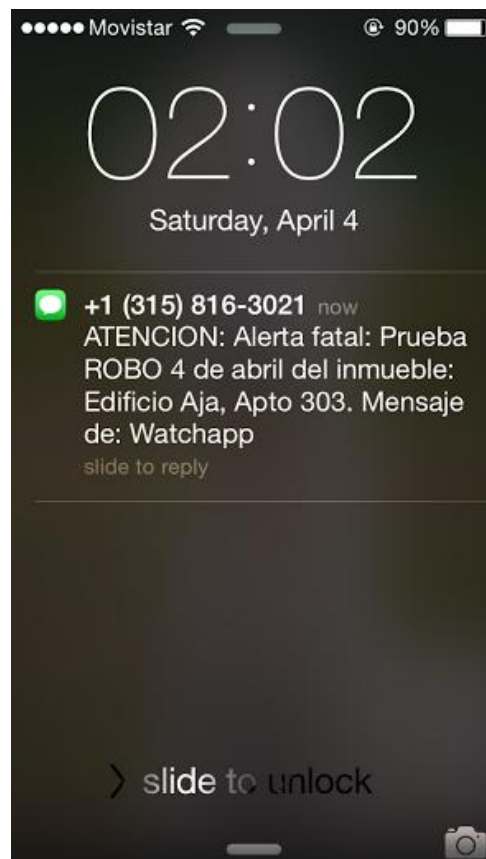 Movistar 90%
02:02
Saturday, April 4
+1 (315) 816-3021 now
ATENCION: Alerta fatal: Prueba
ROBO 4 de abril del inmueble:
Edificio Aja, Apto 303. Mensaje
de: Watchapp
slide to reply
slide to unlock